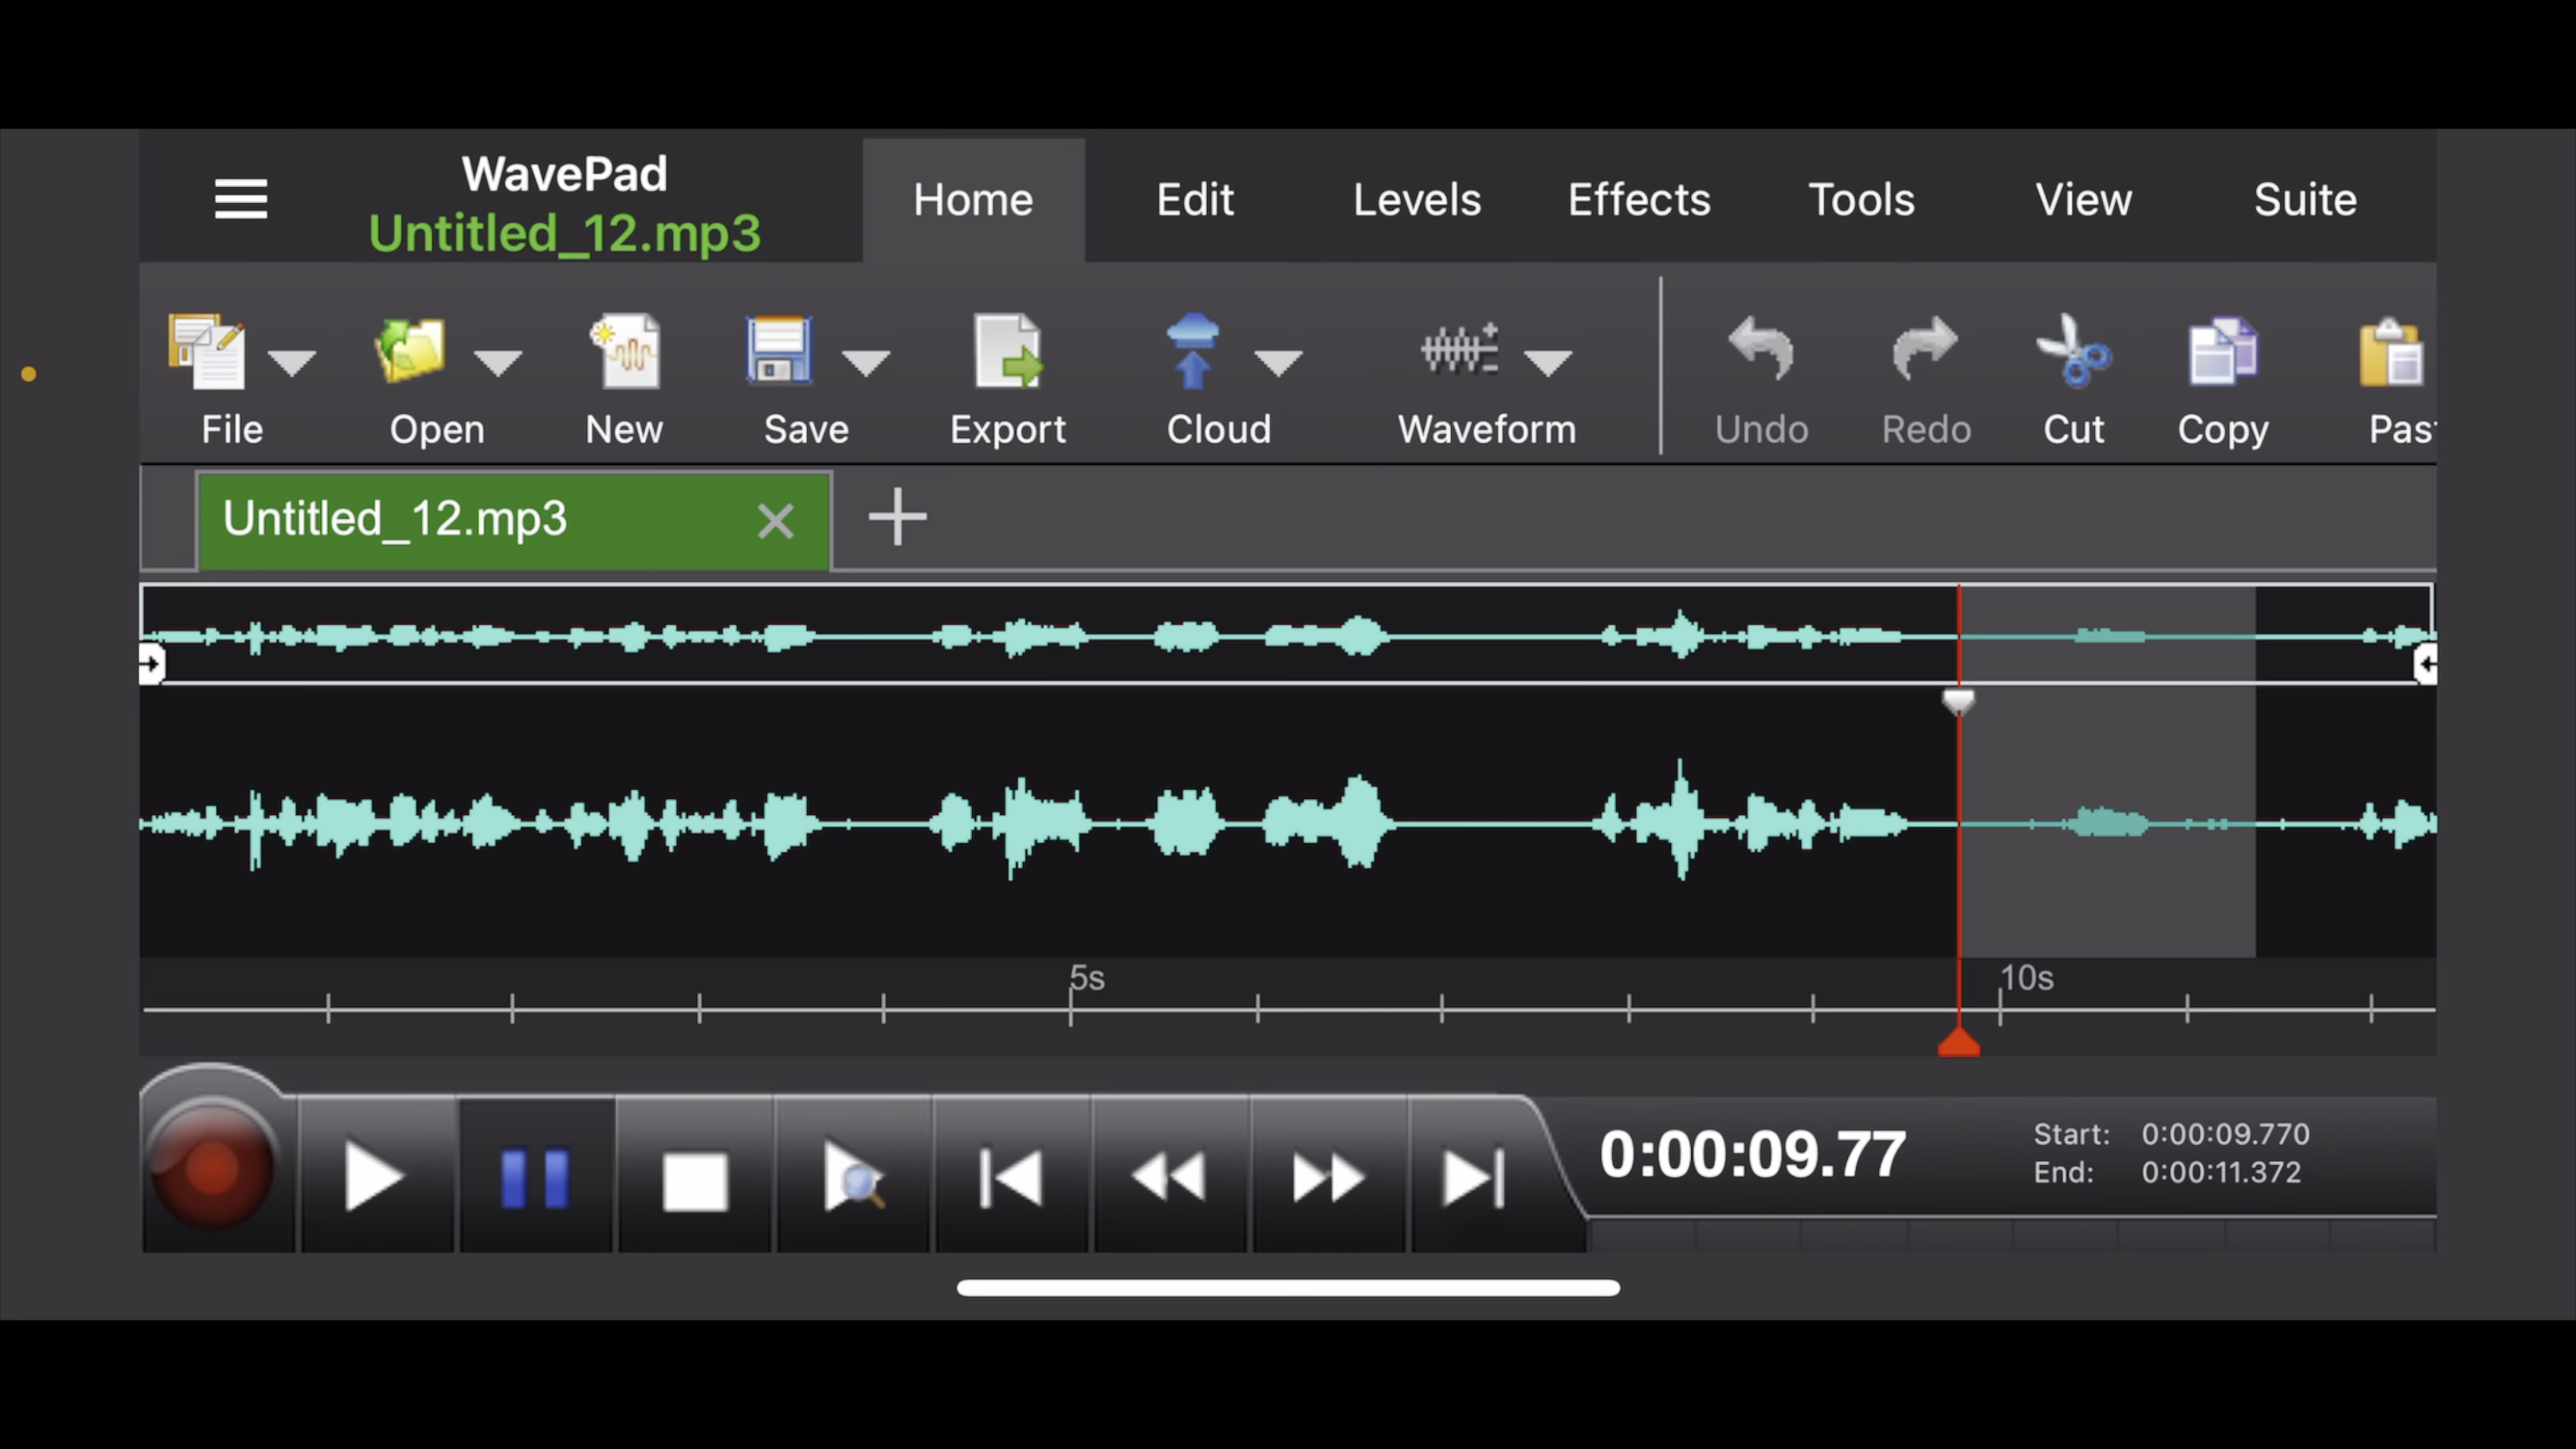 WavePad
Untitled_12.mp3
Home Edit Levels Effects Tools View Suite
File Open New Save Export Cloud Waveform Undo Redo Cut Copy Pas
Untitled_12.mp3
5s 10s
0:00:09.77
Start: 0:00:09.770
End: 0:00:11.372